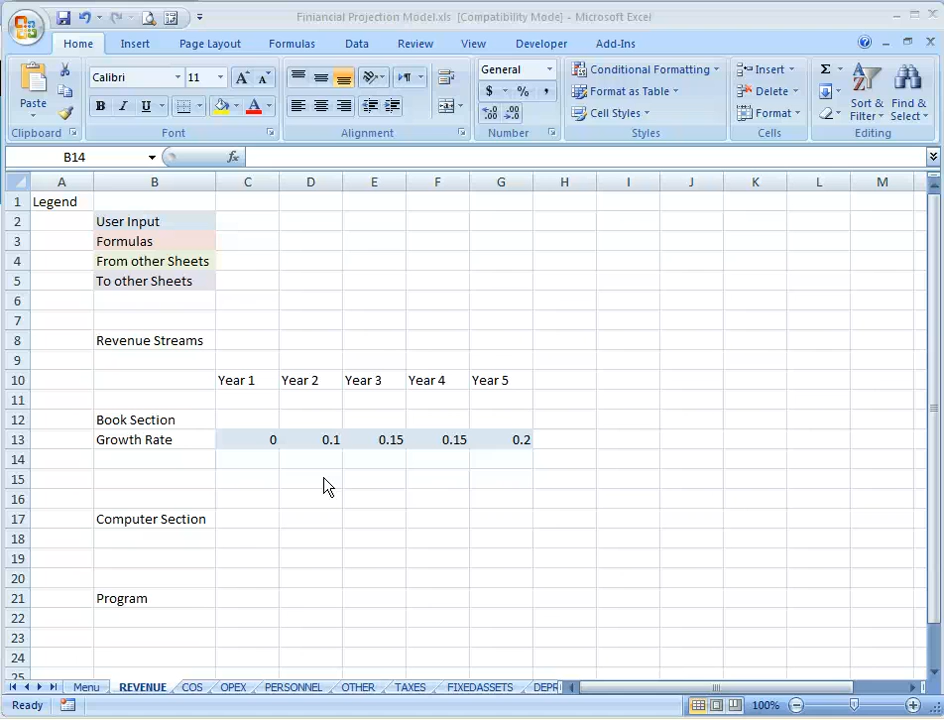 Finiancial Projection Model.xls [Compatibility Mode] - Microsoft Excel
Home Insert Page Layout Formulas Data Review View Developer Add-Ins
Paste
Clipboard
Calibri 11
B I U
Font
Alignment
General
$ % ,
Number
Conditional Formatting
Format as Table
Cell Styles
Styles
Insert
Delete
Format
Cells
Sort & Filter
Find & Select
Editing
B14 fx
A B C D E F G H I J K L M
1 Legend
2 User Input
3 Formulas
4 From other Sheets
5 To other Sheets
6
7
8 Revenue Streams
9
10 Year 1 Year 2 Year 3 Year 4 Year 5
11
12 Book Section
13 Growth Rate 0 0.1 0.15 0.15 0.2
14
15
16
17 Computer Section
18
19
20
21 Program
22
23
24
25
Menu REVENUE COS OPEX PERSONNEL OTHER TAXES FIXEDASSETS DEPR
Ready 100%